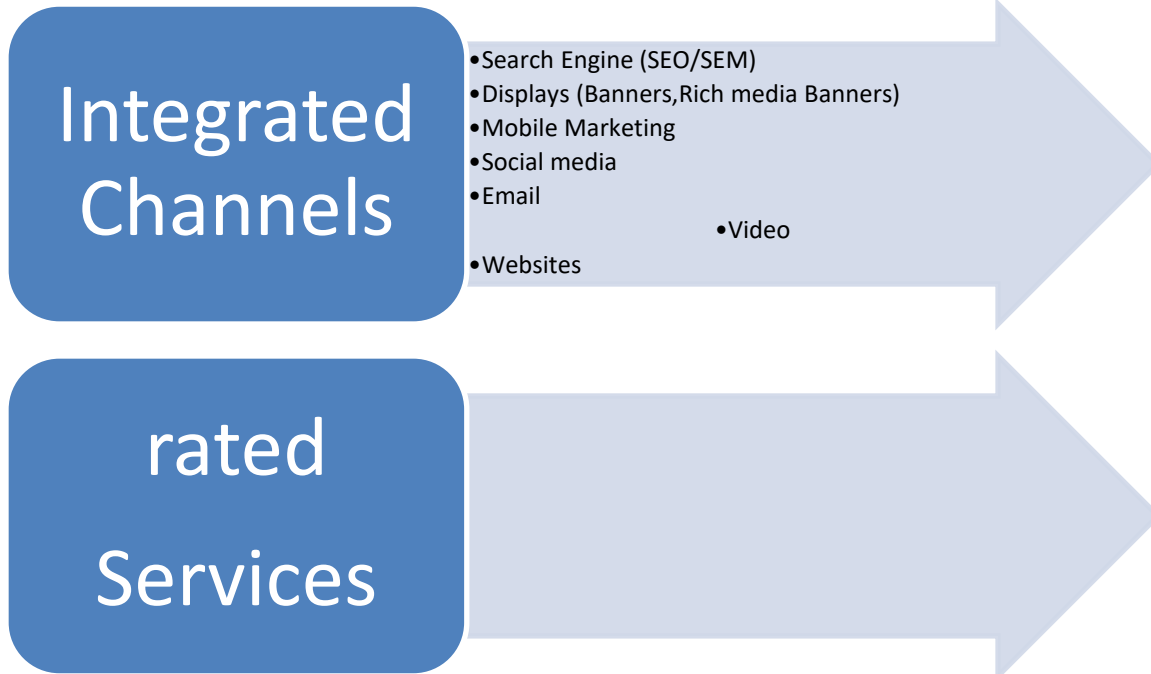 Integrated
Channels
•Search Engine (SEO/SEM)
•Displays (Banners,Rich media Banners)
•Mobile Marketing
•Social media
•Email
•Video
•Websites
rated
Services